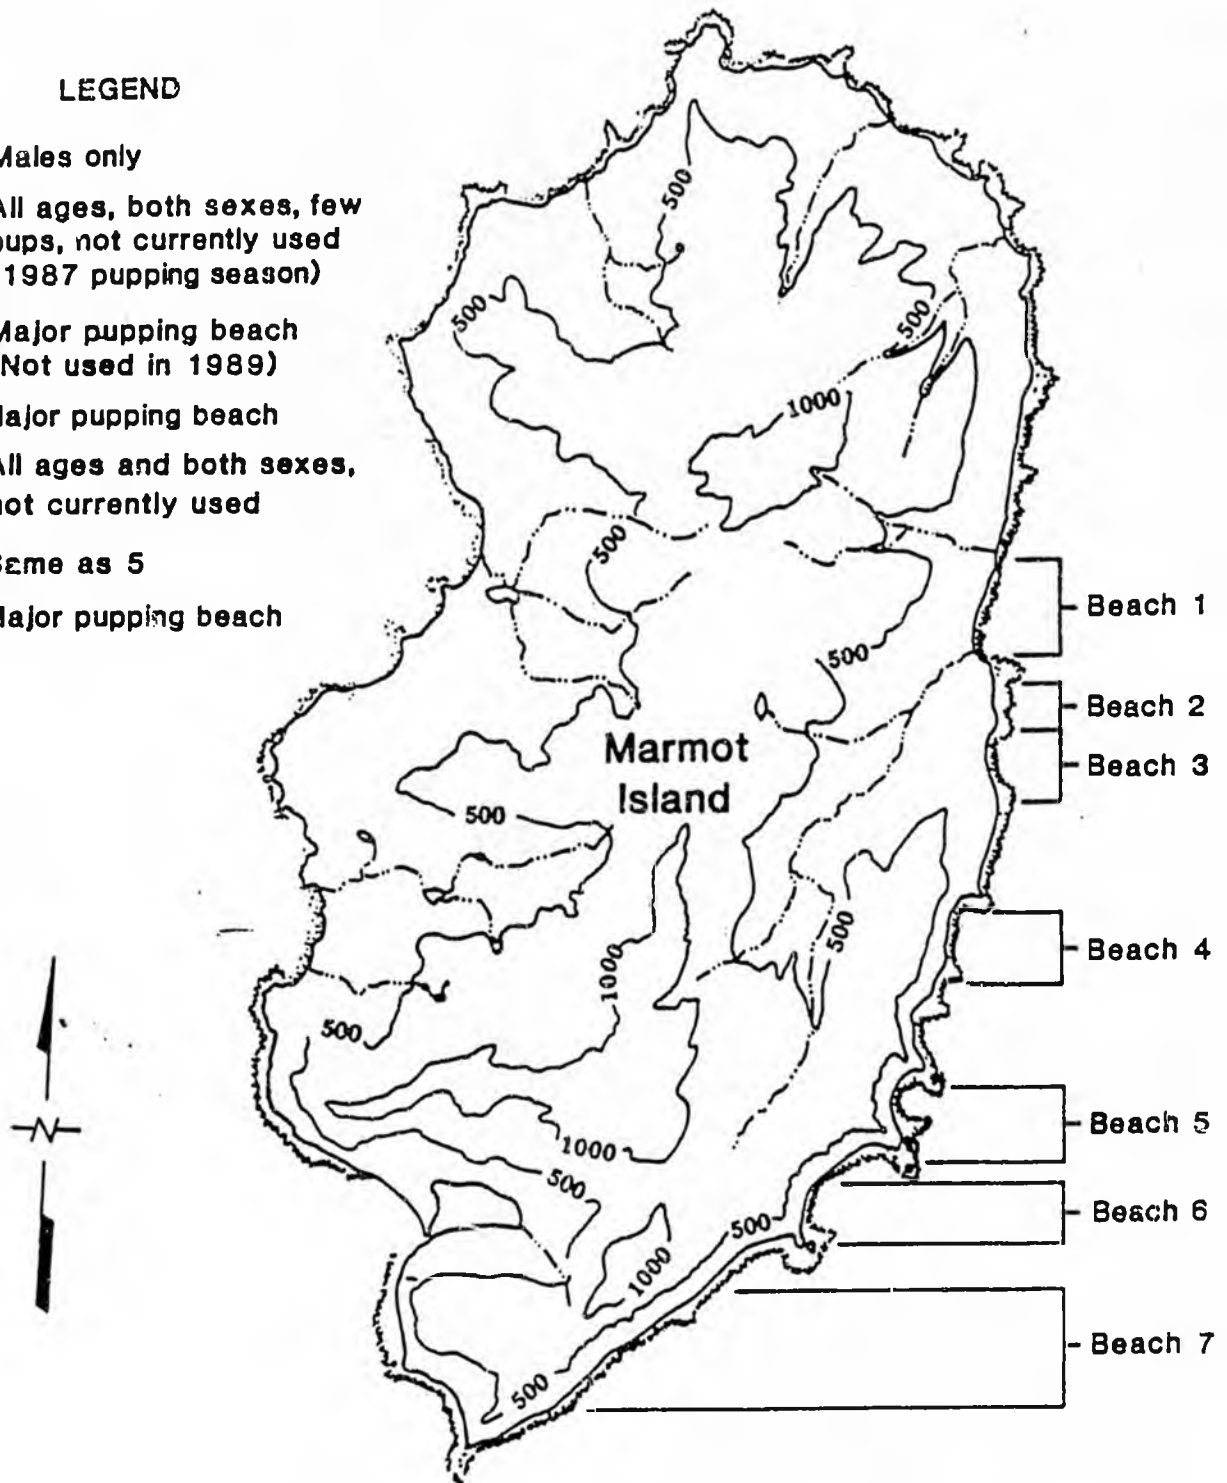 LEGEND
Males only
All ages, both sexes, few
pups, not currently used
1987 pupping season)
Major pupping beach
Not used in 1989)
Major pupping beach
All ages and both sexes,
not currently used
Same as 5
Major pupping beach
500
500
500
1000
500
500
Beach 1
Beach 2
Beach 3
Marmot
Island
500
500
Beach 4
1000
500
Beach 5
1000
500
Beach 6
500
1000
Beach 7
500
N